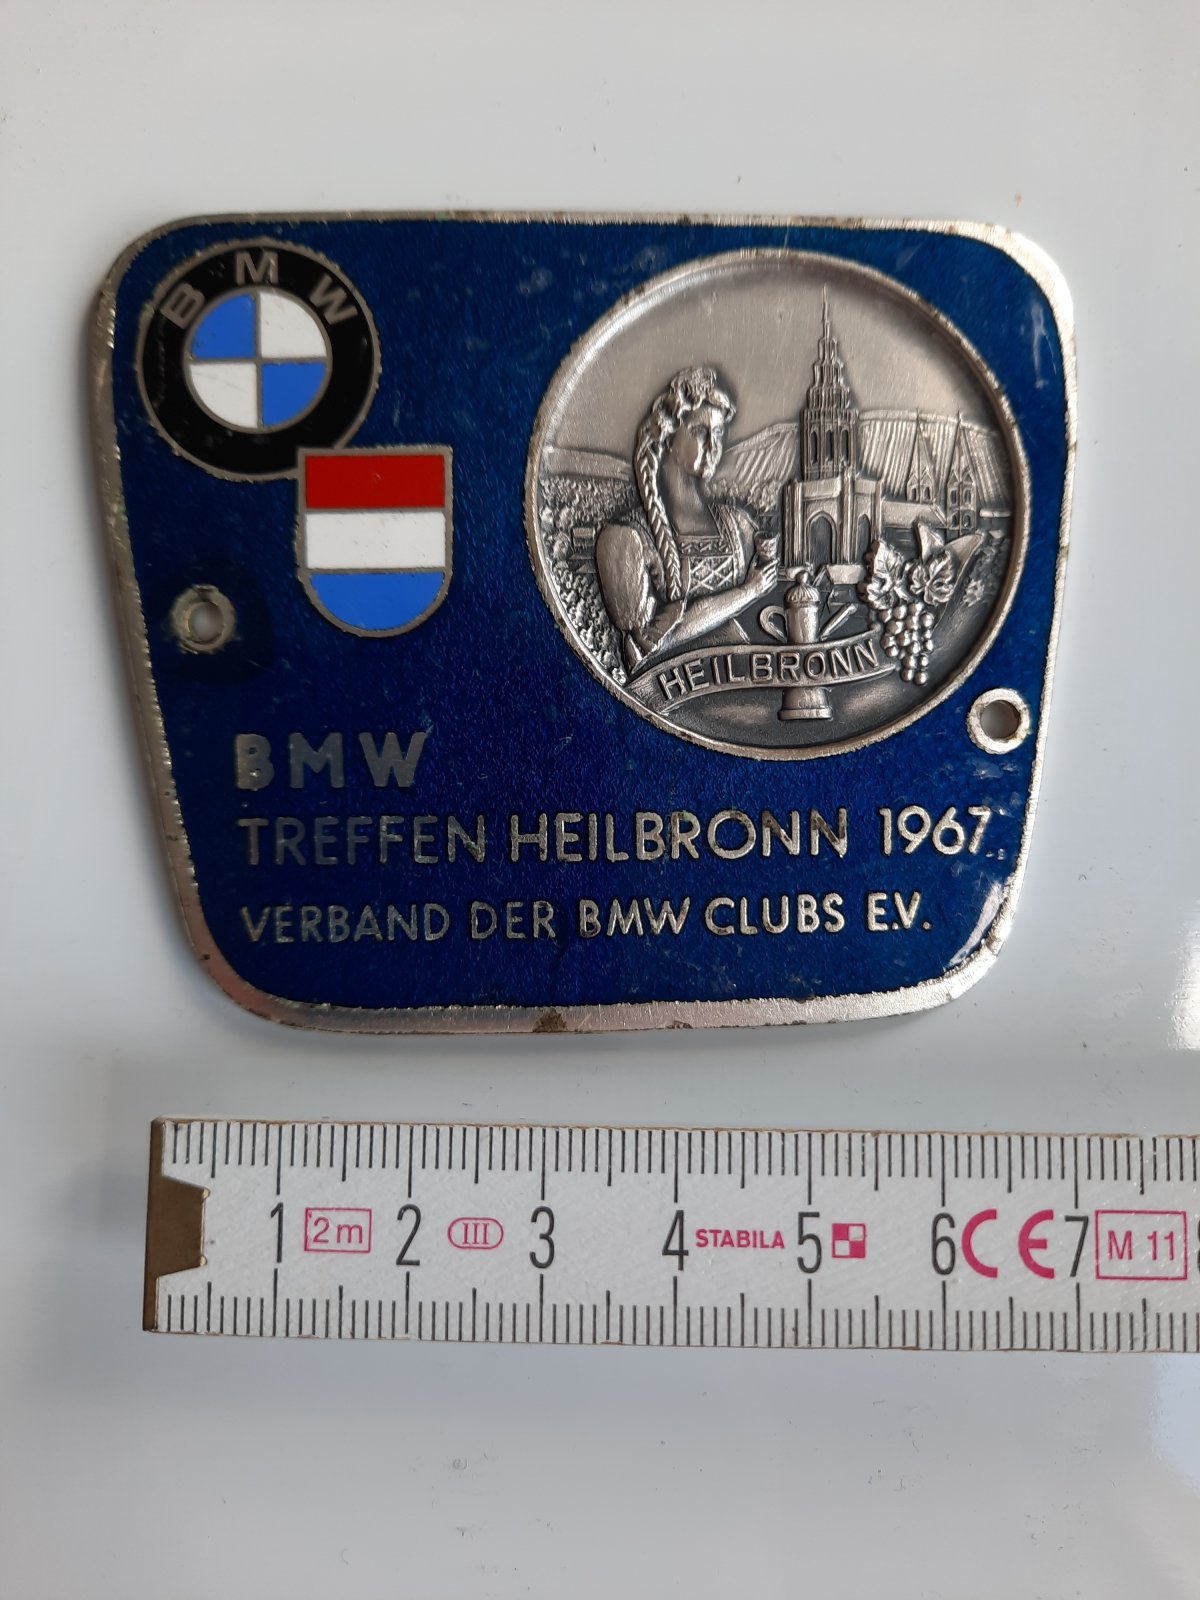 BMW
HEILBRONN
BMW
TREFFEN HEILBRONN 1967
VERBAND DER BMW CLUBS E.V.
1 2m 2 III 3 4 STABILA 5 6 CE 7 M 11